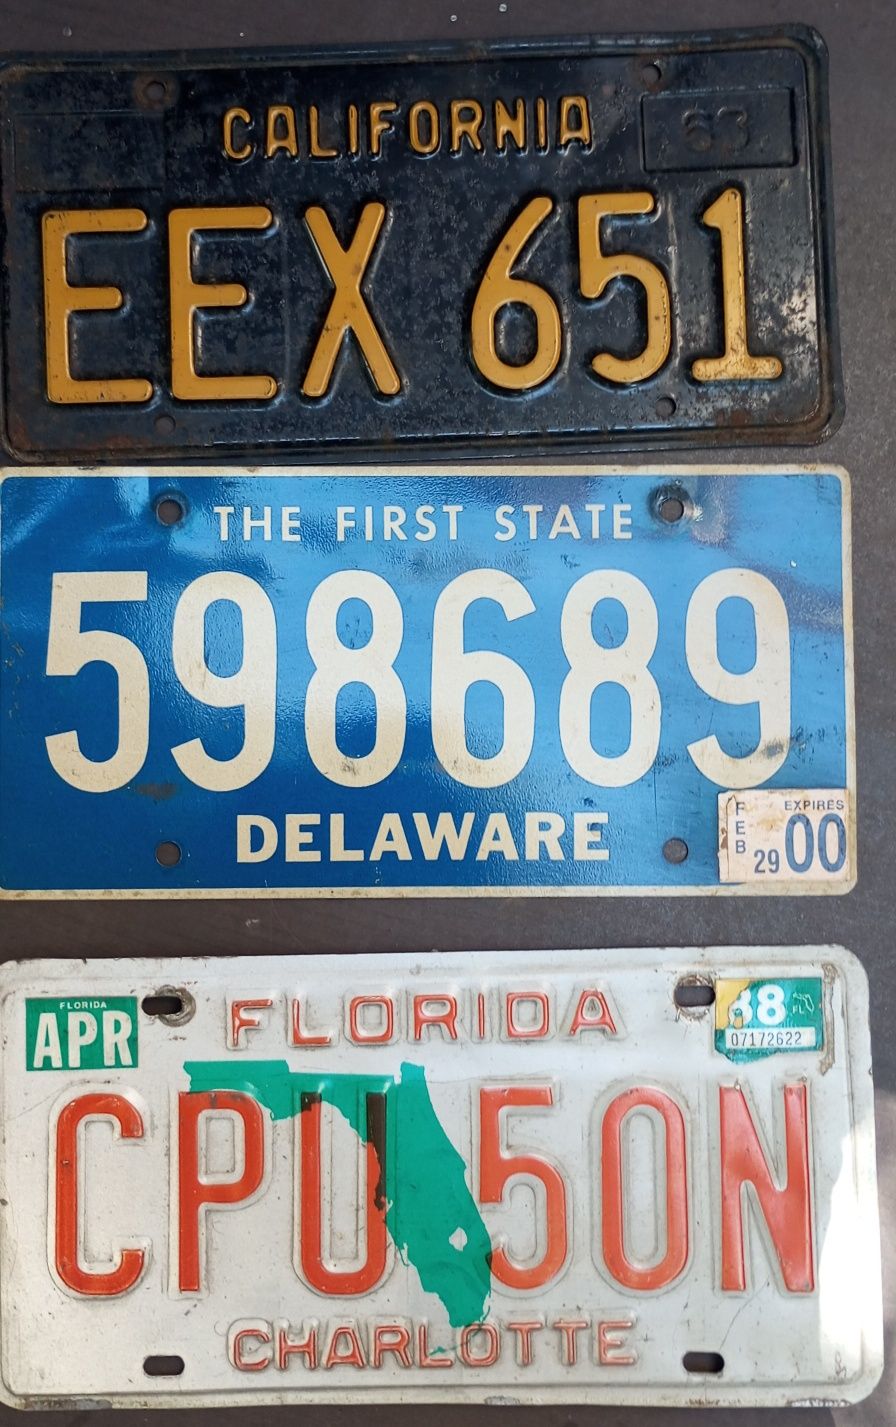 CALIFORNIA
63
EEX 651
THE FIRST STATE
598689
DELAWARE
FEB
EXPIRES
29 00
FLORIDA
APR
FLORIDA
88
FL
07172622
CPU 50N
CHARLOTTE